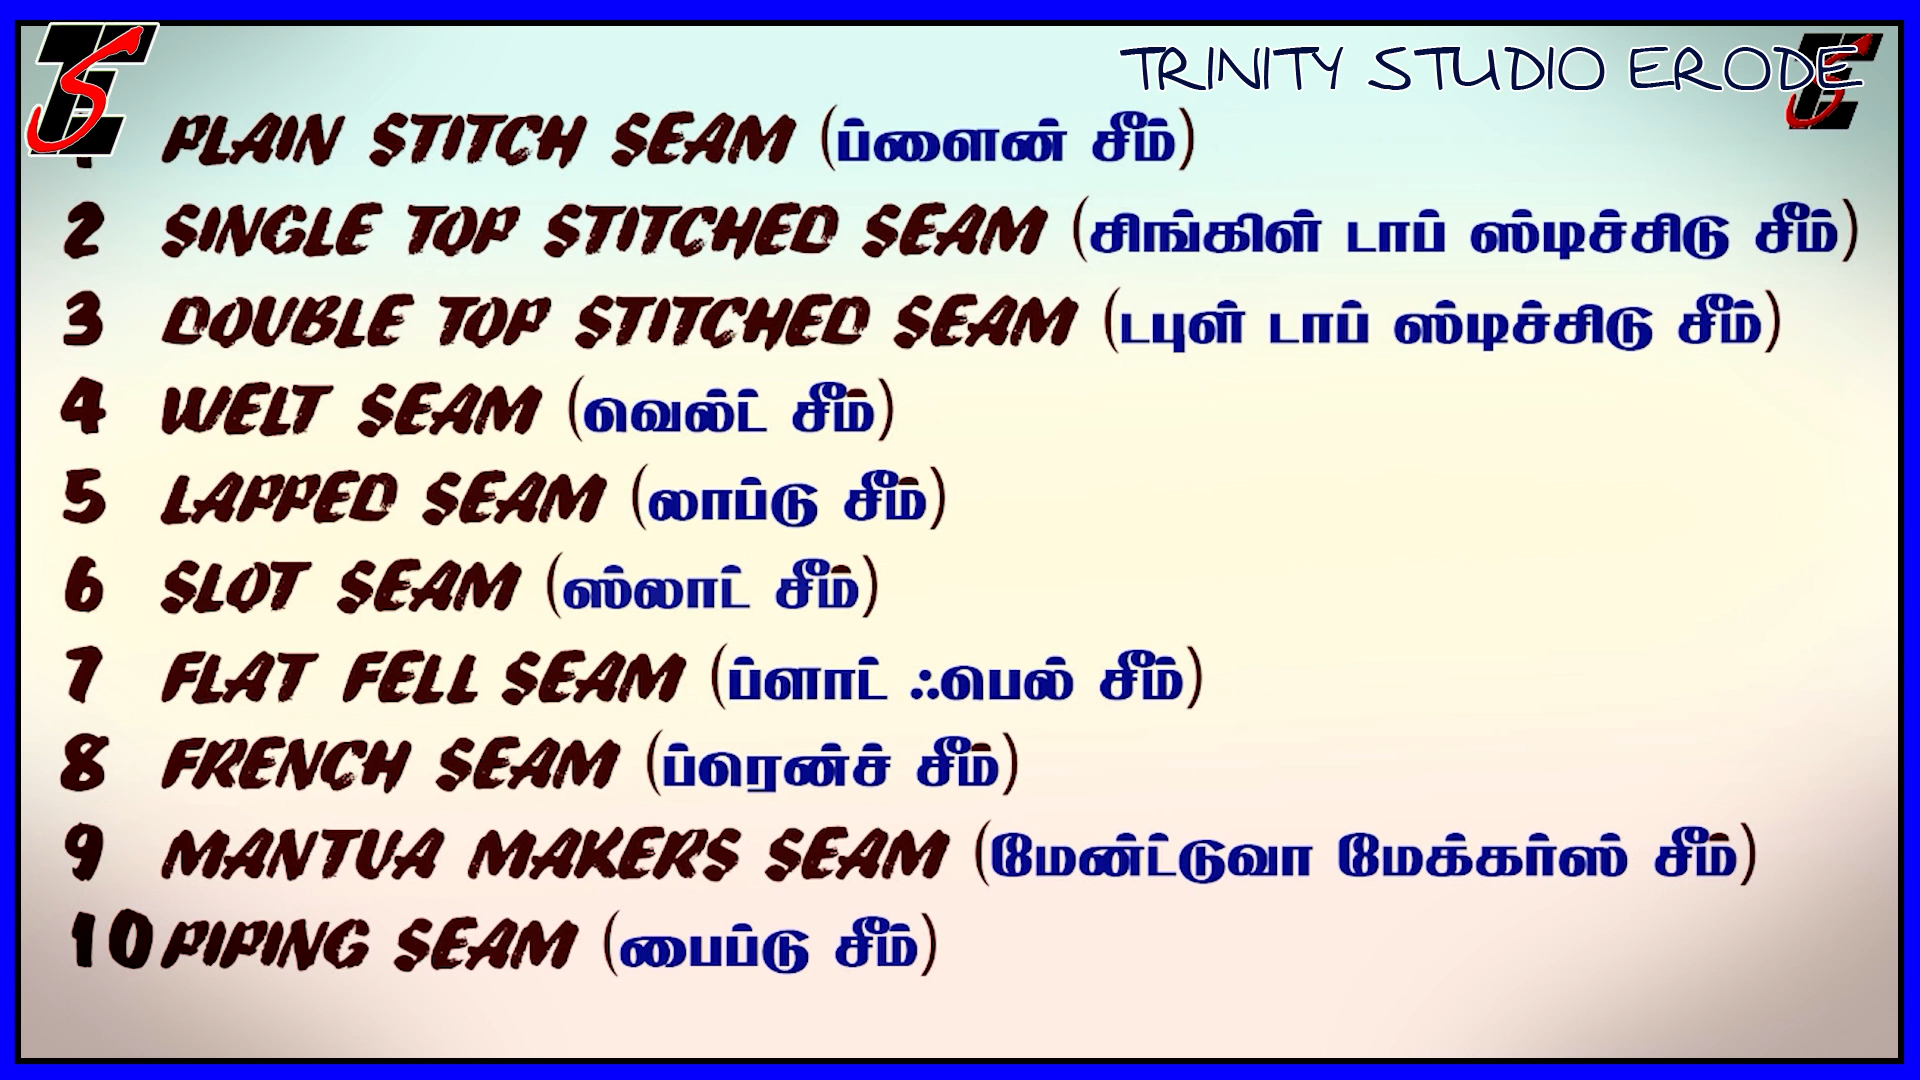 TRINITY STUDIO ERODE
1 PLAIN STITCH SEAM (ப்ளைன் சீம்)
2 SINGLE TOP STITCHED SEAM (சிங்கிள் டாப் ஸ்டிச்சிடு சீம்)
3 DOUBLE TOP STITCHED SEAM (டபுள் டாப் ஸ்டிச்சிடு சீம்)
4 WELT SEAM (வெல்ட் சீம்)
5 LAPPED SEAM (லாப்டு சீம்)
6 SLOT SEAM (ஸ்லாட் சீம்)
7 FLAT FELL SEAM (ப்ளாட் ஃபெல் சீம்)
8 FRENCH SEAM (ப்ரென்ச் சீம்)
9 MANTUA MAKERS SEAM (மேன்ட்டுவா மேக்கர்ஸ் சீம்)
10 PIPING SEAM (பைப்டு சீம்)